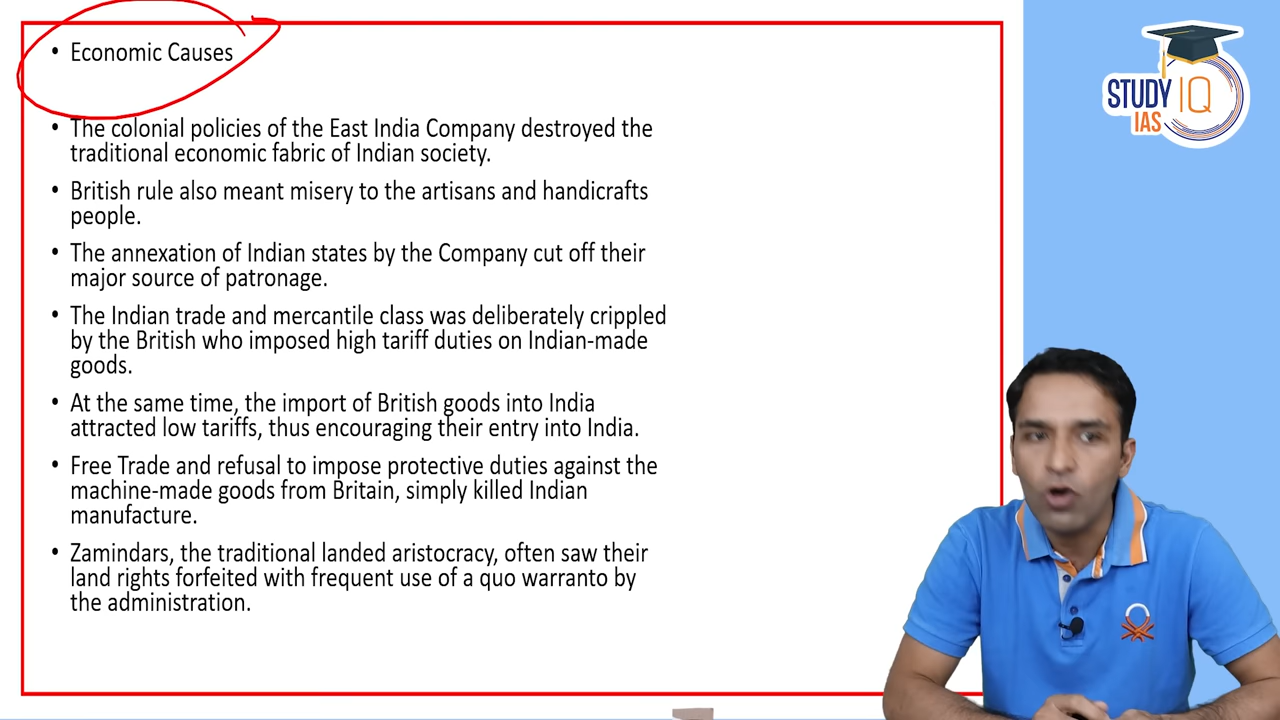 • Economic Causes
• The colonial policies of the East India Company destroyed the
traditional economic fabric of Indian society.
• British rule also meant misery to the artisans and handicrafts
people.
• The annexation of Indian states by the Company cut off their
major source of patronage.
• The Indian trade and mercantile class was deliberately crippled
by the British who imposed high tariff duties on Indian-made
goods.
• At the same time, the import of British goods into India
attracted low tariffs, thus encouraging their entry into India.
• Free Trade and refusal to impose protective duties against the
machine-made goods from Britain, simply killed Indian
manufacture.
• Zamindars, the traditional landed aristocracy, often saw their
land rights forfeited with frequent use of a quo warranto by
the administration.
STUDY IQ
IAS